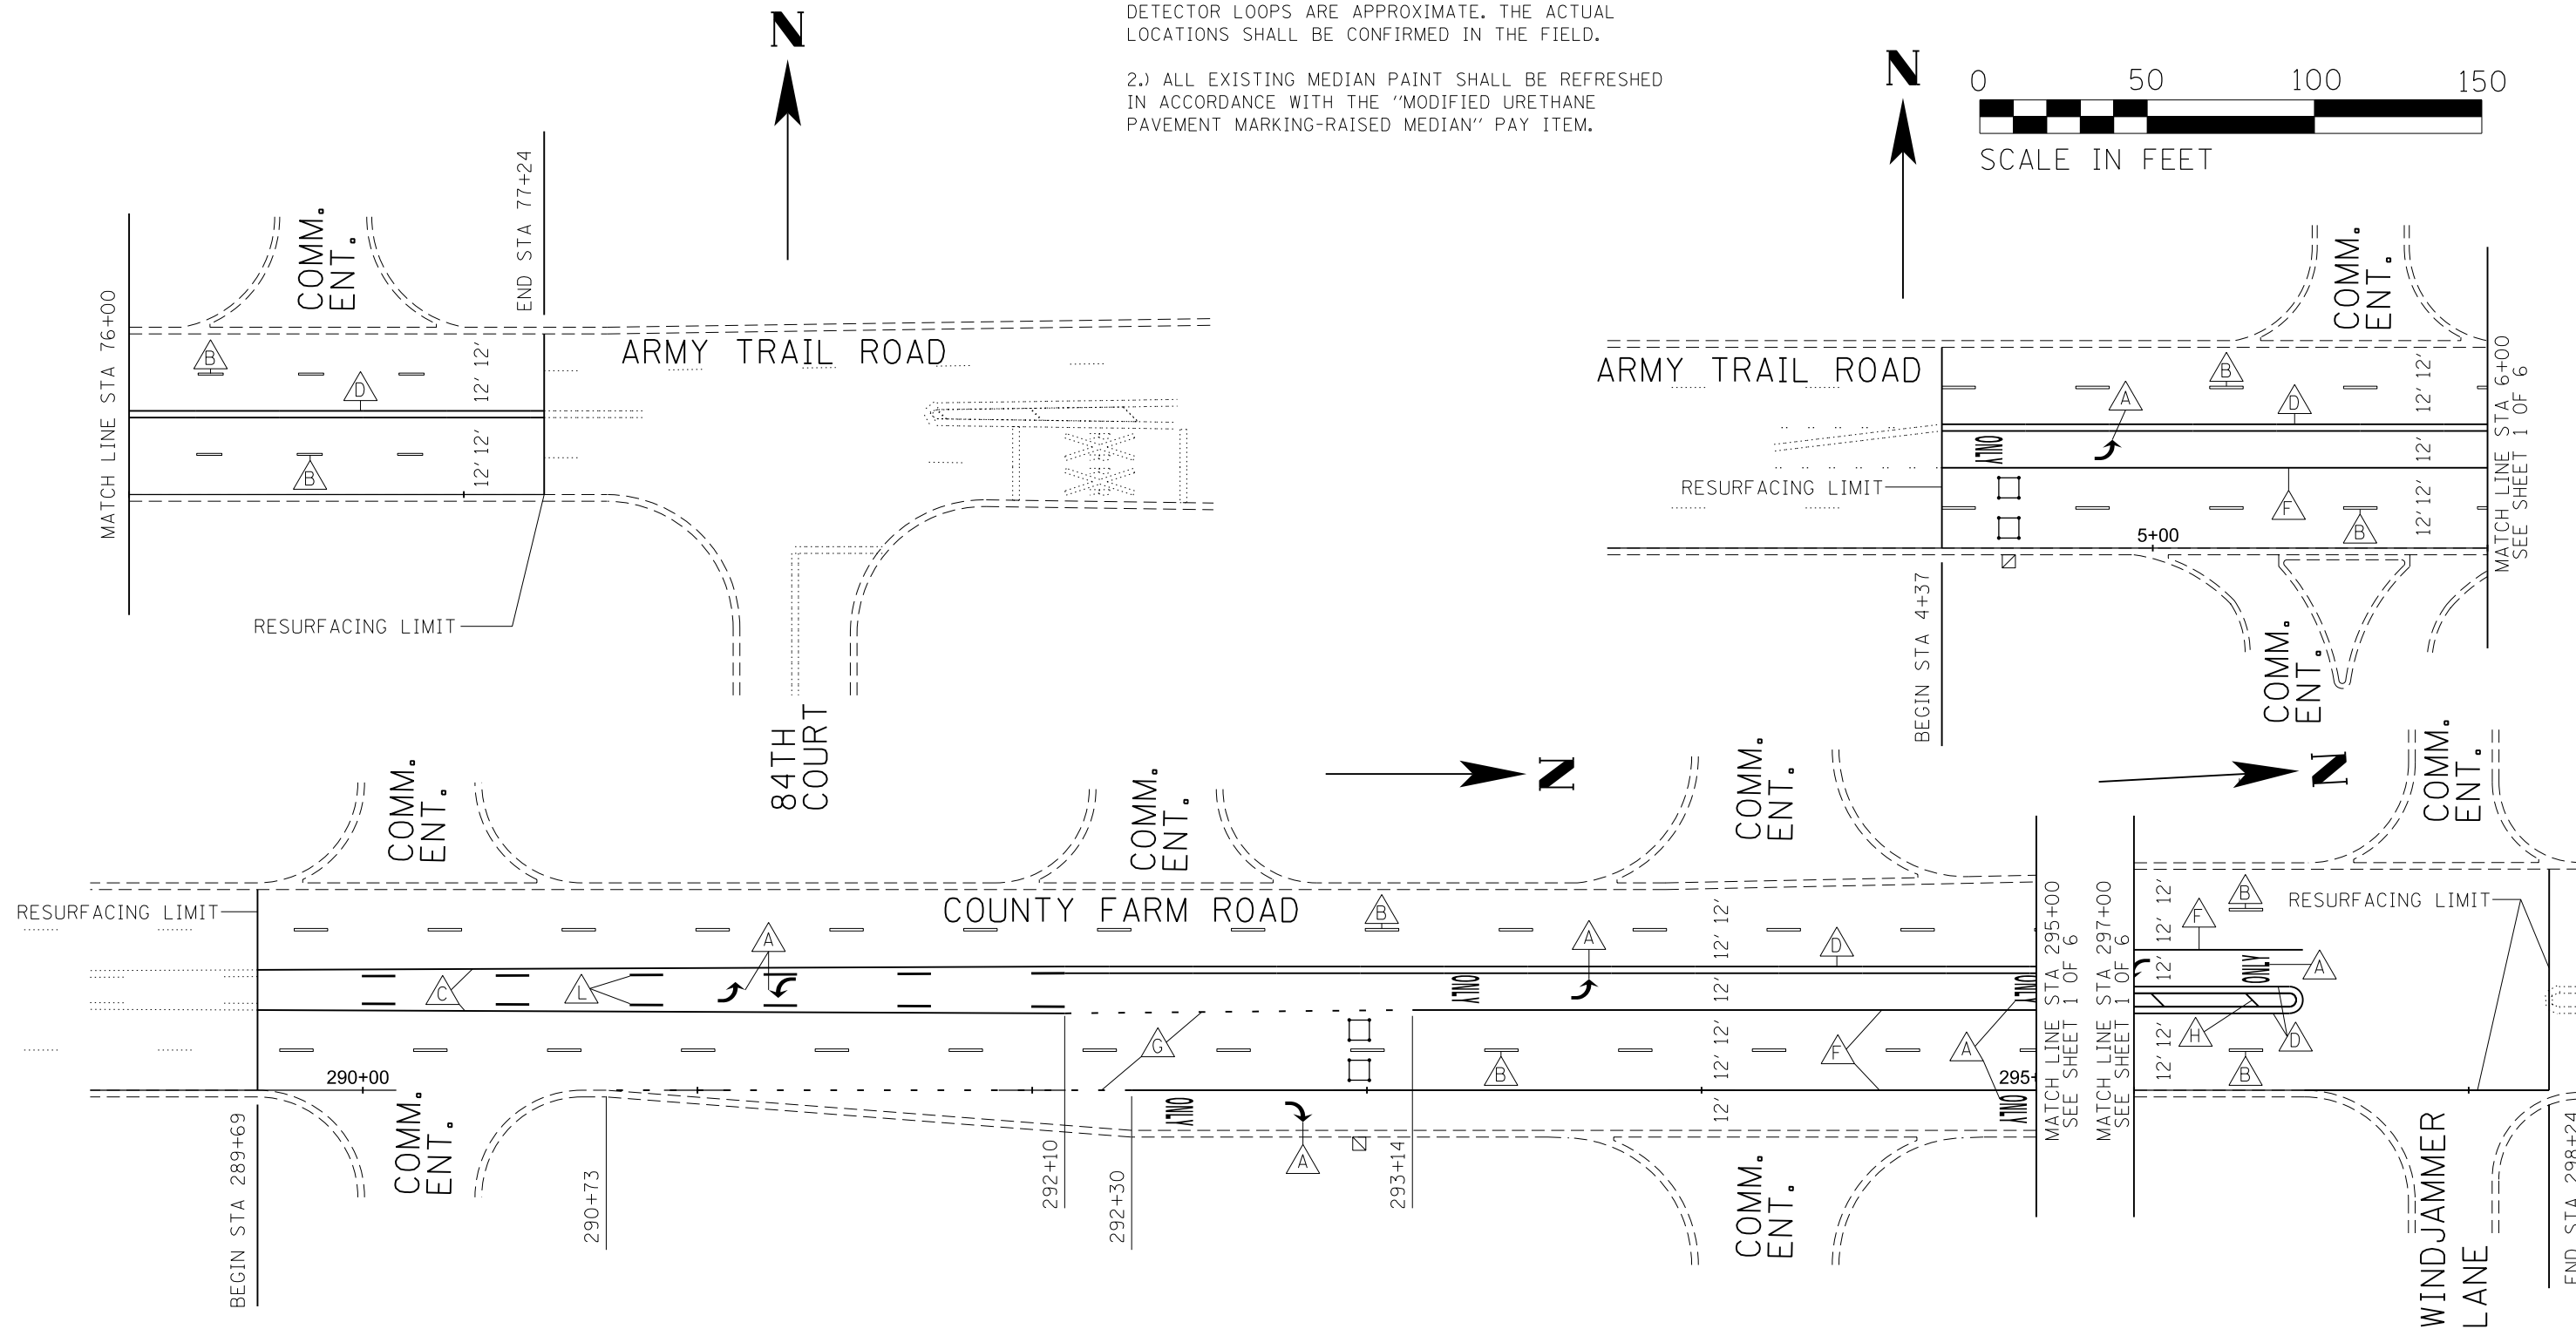 DETECTOR LOOPS ARE APPROXIMATE. THE ACTUAL
LOCATIONS SHALL BE CONFIRMED IN THE FIELD.
2.) ALL EXISTING MEDIAN PAINT SHALL BE REFRESHED
IN ACCORDANCE WITH THE "MODIFIED URETHANE
PAVEMENT MARKING-RAISED MEDIAN" PAY ITEM.
N
N
0 50 100 150
SCALE IN FEET
MATCH LINE STA 76+00
COMM.
ENT.
END STA 77+24
B
D
B
12' 12'
12' 12'
ARMY TRAIL ROAD
RESURFACING LIMIT
84TH
COURT
ARMY TRAIL ROAD
COMM.
ENT.
B
A
D
ONLY
12' 12'
12'
12' 12'
RESURFACING LIMIT
F
B
5+00
MATCH LINE STA 6+00
SEE SHEET 1 OF 6
BEGIN STA 4+37
COMM.
ENT.
COMM.
ENT.
COMM.
ENT.
N
COMM.
ENT.
N
COMM.
ENT.
RESURFACING LIMIT
COUNTY FARM ROAD
A
B
A
D
12' 12'
12'
12' 12'
12'
C
L
ONLY
ONLY
G
B
F
A
290+00
295+
ONLY
A
ONLY
COMM.
ENT.
BEGIN STA 289+69
290+73
292+10
292+30
293+14
COMM.
ENT.
MATCH LINE STA 295+00
SEE SHEET 1 OF 6
MATCH LINE STA 297+00
SEE SHEET 1 OF 6
12' 12'
12'
12' 12'
F
B
RESURFACING LIMIT
ONLY
A
H
D
B
WINDJAMMER
LANE
END STA 298+24